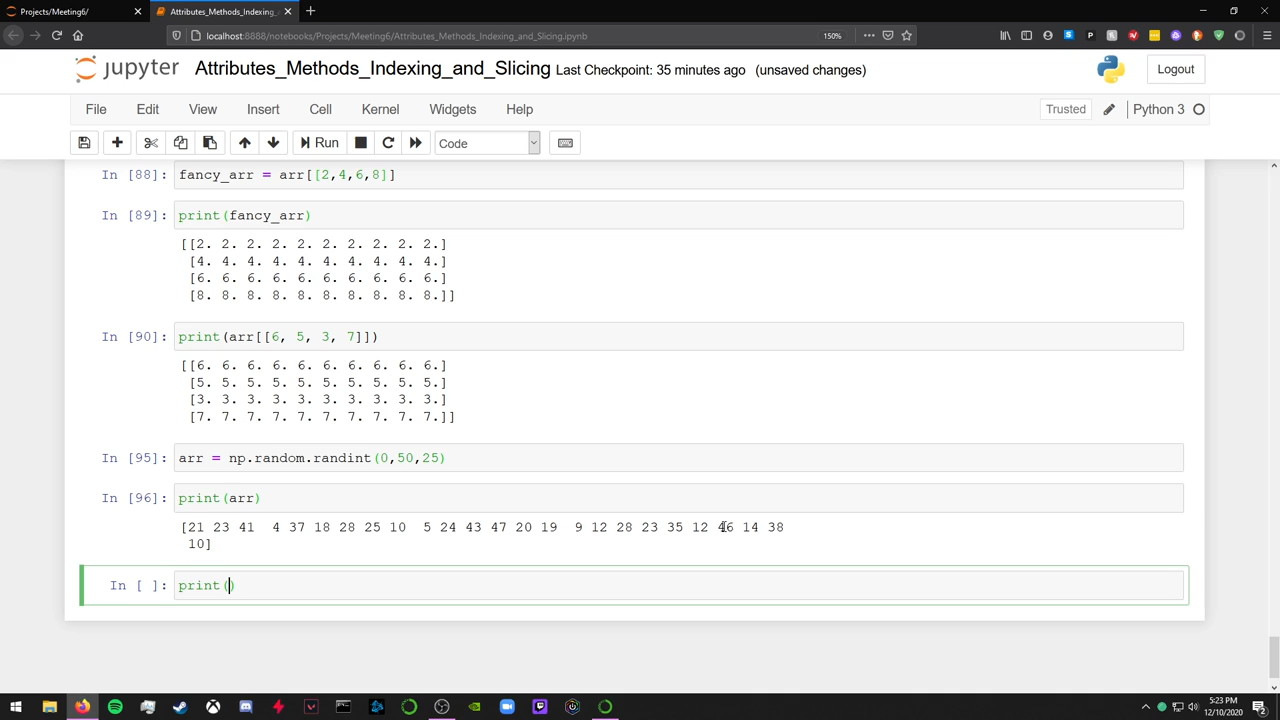 Projects/Meeting6/
Attributes_Methods_Indexing_
localhost:8888/notebooks/Projects/Meeting6/Attributes_Methods_Indexing_and_Slicing.ipynb
150%
jupyter Attributes_Methods_Indexing_and_Slicing Last Checkpoint: 35 minutes ago (unsaved changes)
Logout
File Edit View Insert Cell Kernel Widgets Help
Trusted
Python 3
Run
Code
In [88]: fancy_arr = arr[[2,4,6,8]]
In [89]: print(fancy_arr)
[[2. 2. 2. 2. 2. 2. 2. 2. 2. 2.]
[4. 4. 4. 4. 4. 4. 4. 4. 4. 4.]
[6. 6. 6. 6. 6. 6. 6. 6. 6. 6.]
[8. 8. 8. 8. 8. 8. 8. 8. 8. 8.]]
In [90]: print(arr[[6, 5, 3, 7]])
[[6. 6. 6. 6. 6. 6. 6. 6. 6. 6.]
[5. 5. 5. 5. 5. 5. 5. 5. 5. 5.]
[3. 3. 3. 3. 3. 3. 3. 3. 3. 3.]
[7. 7. 7. 7. 7. 7. 7. 7. 7. 7.]]
In [95]: arr = np.random.randint(0,50,25)
In [96]: print(arr)
[21 23 41  4 37 18 28 25 10  5 24 43 47 20 19  9 12 28 23 35 12 46 14 38
10]
In [ ]: print()
5:23 PM
12/10/2020